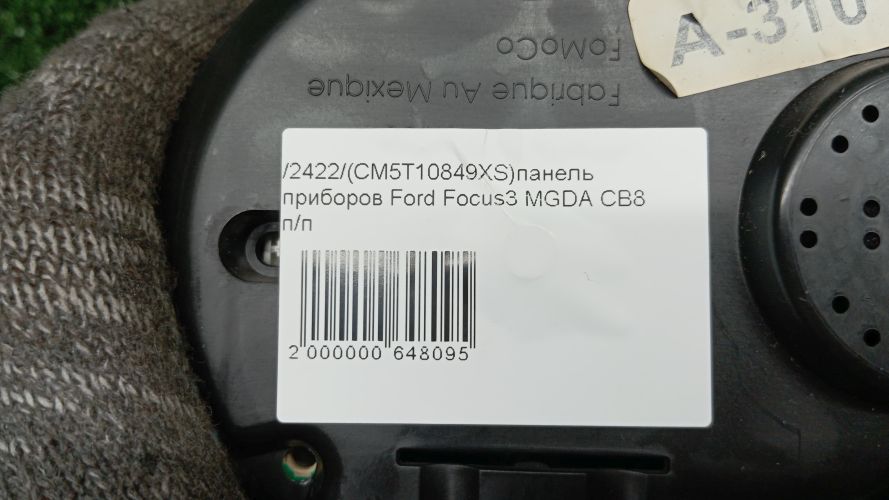 A-310
FoMoCo
Fabrique Au Mexique
/2422/(CM5T10849XS)панель
приборов Ford Focus3 MGDA CB8
п/п
2 000000 648095